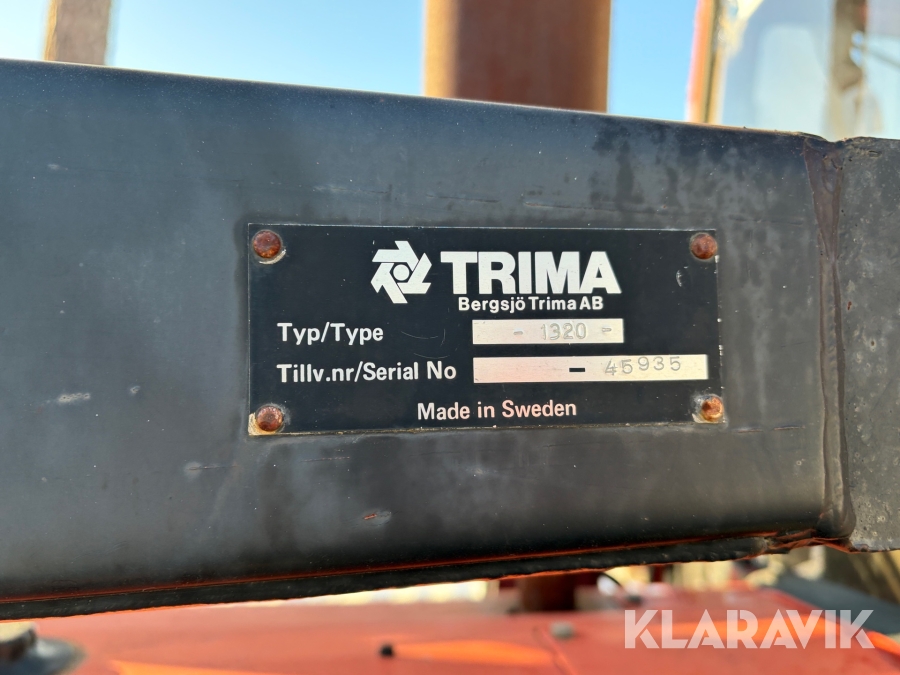 TRIMA
Bergsjö Trima AB
Typ/Type - 1320 -
Tillv.nr/Serial No - 45935
Made in Sweden
KLARAVIK